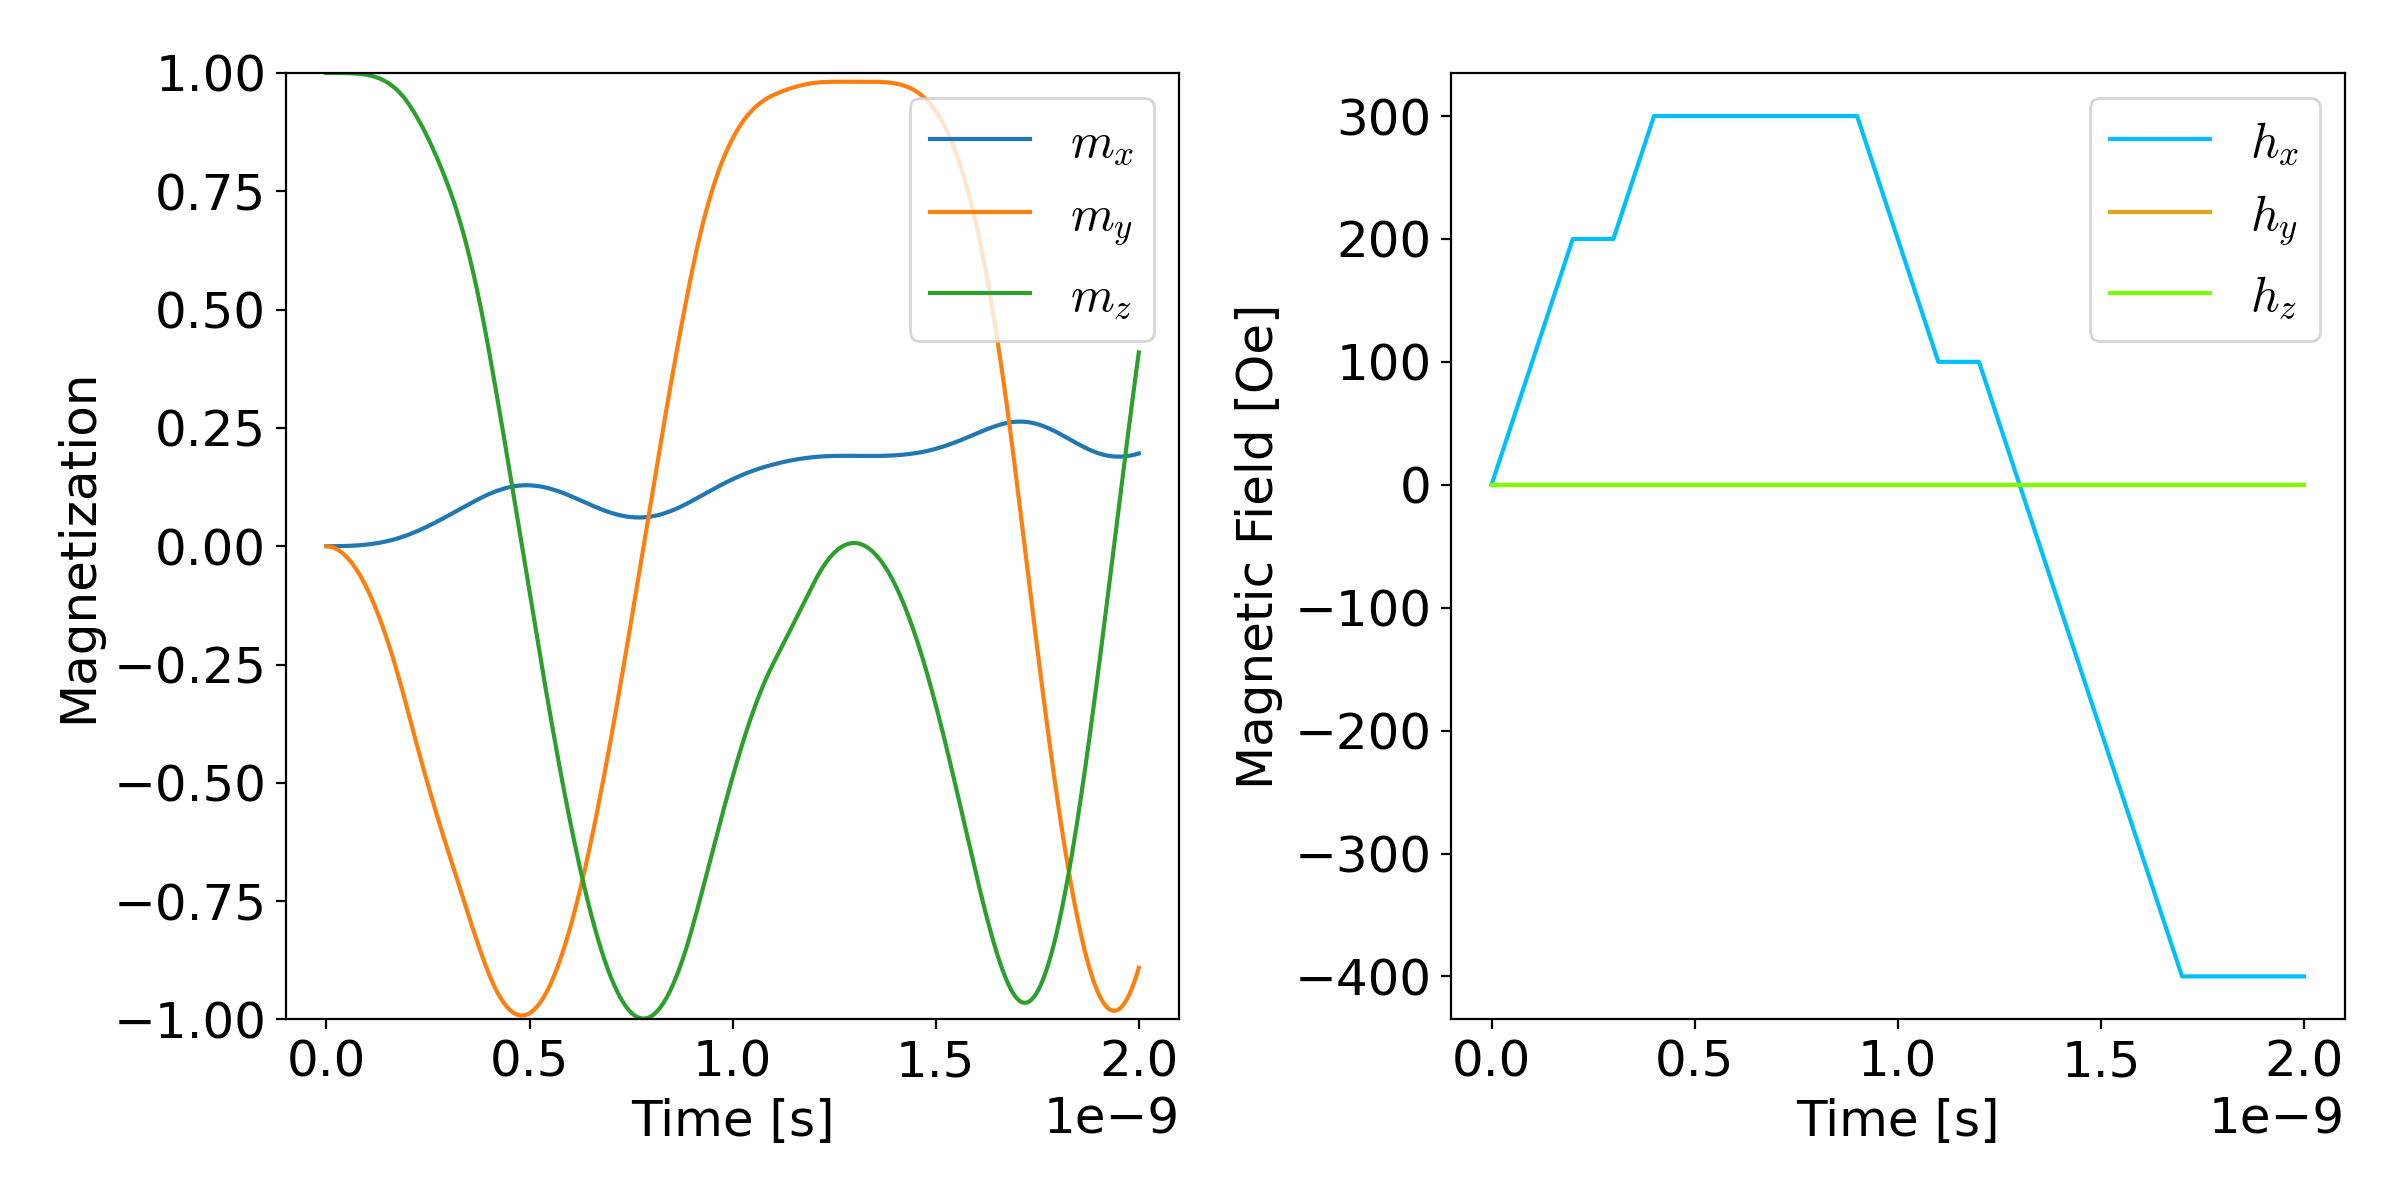 Magnetization
1.00
0.75
0.50
0.25
0.00
−0.25
−0.50
−0.75
−1.00
0.0 0.5 1.0 1.5 2.0
Time [s]
1e−9
m_x
m_y
m_z
Magnetic Field [Oe]
300
200
100
0
−100
−200
−300
−400
0.0 0.5 1.0 1.5 2.0
Time [s]
1e−9
h_x
h_y
h_z